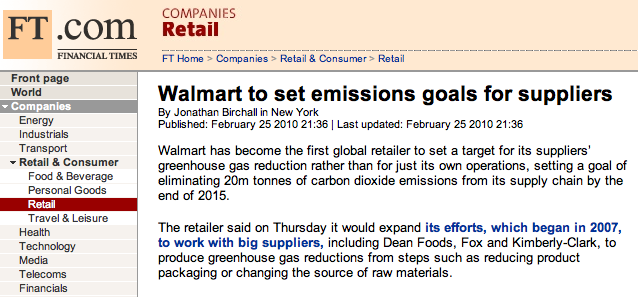 FT.com
FINANCIAL TIMES
COMPANIES
Retail
FT Home > Companies > Retail & Consumer > Retail
Front page
World
Companies
Energy
Industrials
Transport
Retail & Consumer
Food & Beverage
Personal Goods
Retail
Travel & Leisure
Health
Technology
Media
Telecoms
Financials
Walmart to set emissions goals for suppliers
By Jonathan Birchall in New York
Published: February 25 2010 21:36 | Last updated: February 25 2010 21:36
Walmart has become the first global retailer to set a target for its suppliers'
greenhouse gas reduction rather than for just its own operations, setting a goal of
eliminating 20m tonnes of carbon dioxide emissions from its supply chain by the
end of 2015.
The retailer said on Thursday it would expand its efforts, which began in 2007,
to work with big suppliers, including Dean Foods, Fox and Kimberly-Clark, to
produce greenhouse gas reductions from steps such as reducing product
packaging or changing the source of raw materials.